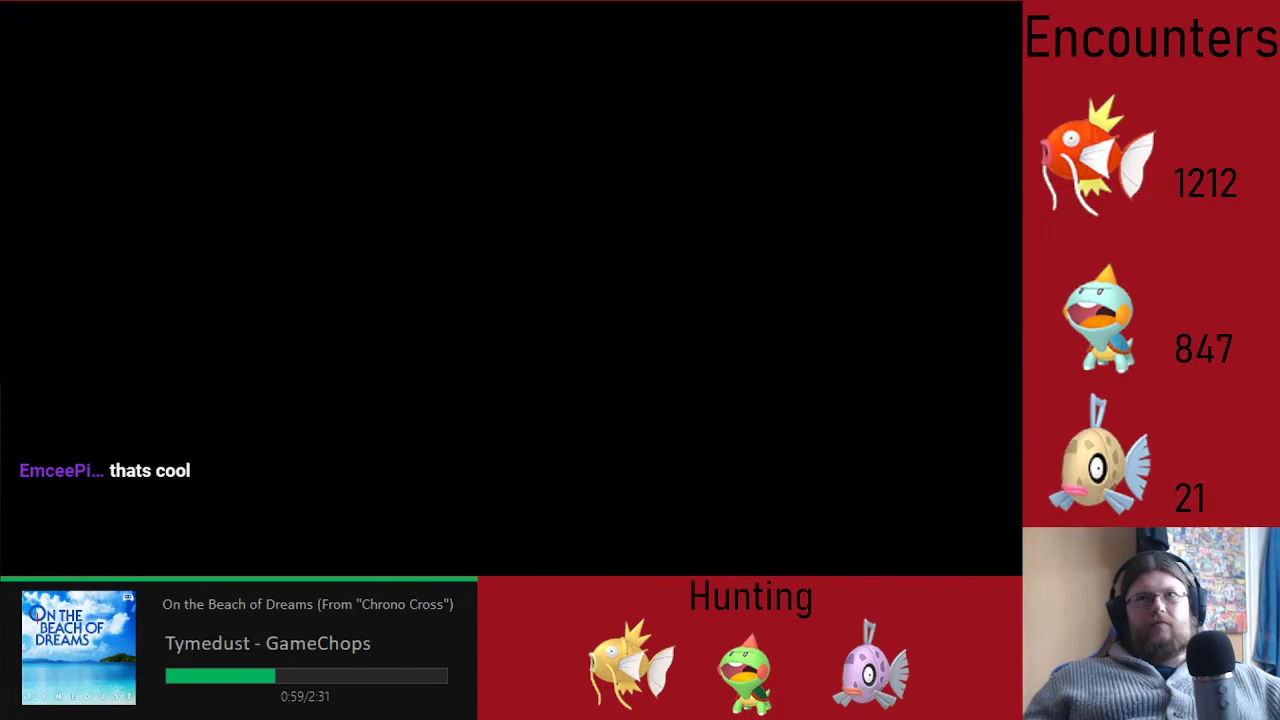 Encounters
1212
847
21
EmceePi... thats cool
ON THE
BEACH OF
DREAMS
TYMEDUST
On the Beach of Dreams (From "Chrono Cross")
Tymedust - GameChops
0:59/2:31
Hunting